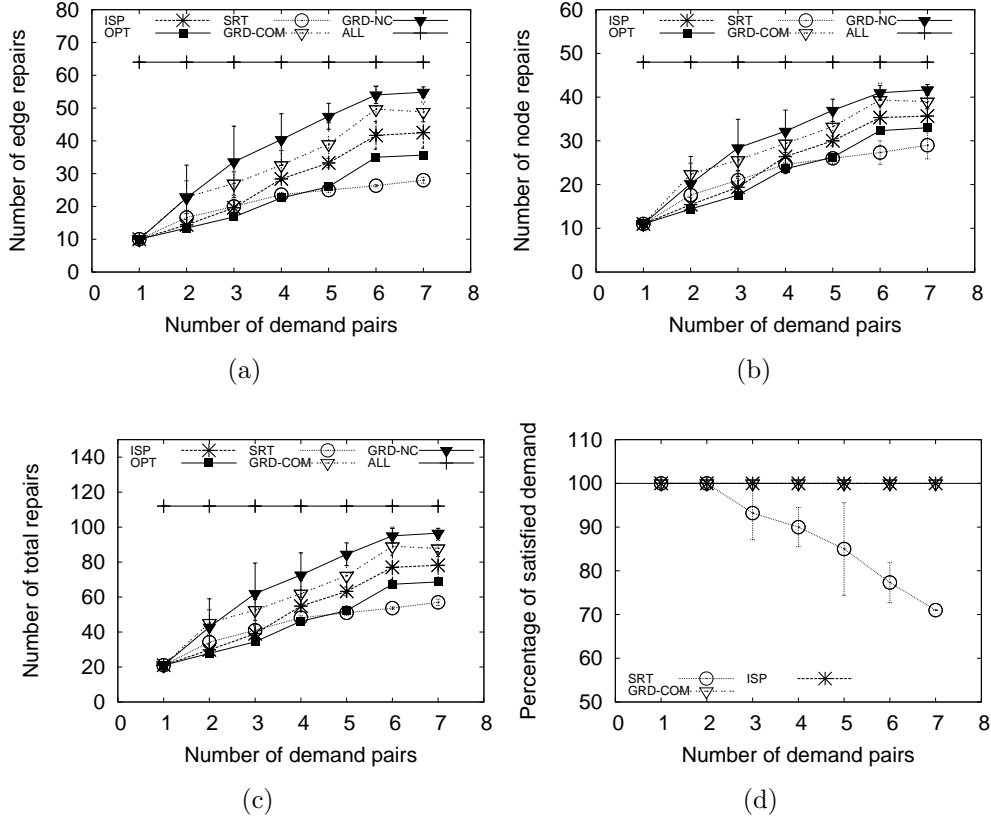 Number of edge repairs
80
70
60
50
40
30
20
10
0
ISP SRT GRD-NC
OPT GRD-COM ALL
0 1 2 3 4 5 6 7 8
Number of demand pairs
(a)
Number of node repairs
60
50
40
30
20
10
0
ISP SRT GRD-NC
OPT GRD-COM ALL
0 1 2 3 4 5 6 7 8
Number of demand pairs
(b)
Number of total repairs
140
120
100
80
60
40
20
0
ISP SRT GRD-NC
OPT GRD-COM ALL
0 1 2 3 4 5 6 7 8
Number of demand pairs
(c)
Percentage of satisfied demand
110
100
90
80
70
60
50
SRT ISP
GRD-COM
0 1 2 3 4 5 6 7 8
Number of demand pairs
(d)